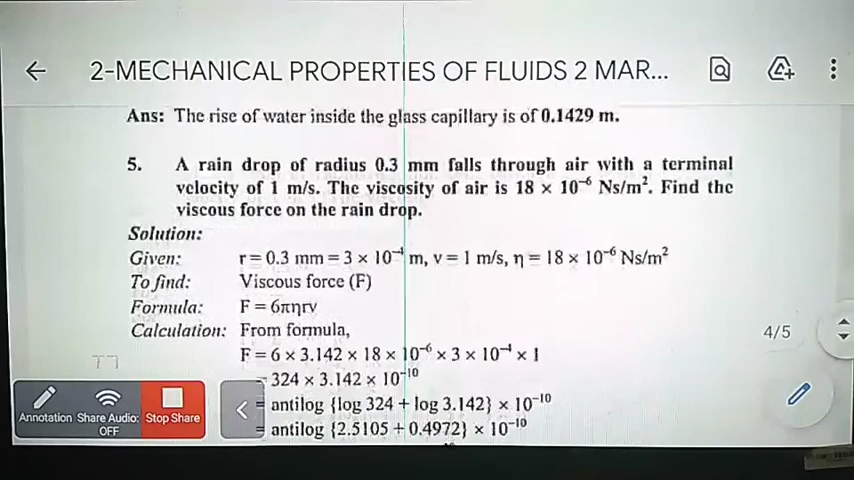 2-MECHANICAL PROPERTIES OF FLUIDS 2 MAR...
Ans: The rise of water inside the glass capillary is of 0.1429 m.
5. A rain drop of radius 0.3 mm falls through air with a terminal
velocity of 1 m/s. The viscosity of air is 18 × 10⁻⁶ Ns/m². Find the
viscous force on the rain drop.
Solution:
Given: r = 0.3 mm = 3 × 10⁻⁴ m, v = 1 m/s, η = 18 × 10⁻⁶ Ns/m²
To find: Viscous force (F)
Formula: F = 6πηrv
Calculation: From formula,
F = 6 × 3.142 × 18 × 10⁻⁶ × 3 × 10⁻⁴ × 1
= 324 × 3.142 × 10⁻¹⁰
= antilog {log 324 + log 3.142} × 10⁻¹⁰
= antilog {2.5105 + 0.4972} × 10⁻¹⁰
4/5
Annotation Share Audio: OFF Stop Share